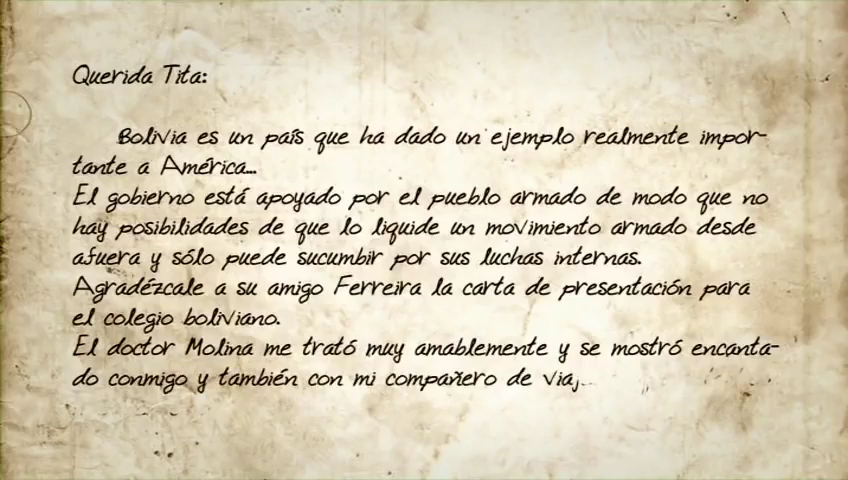 Querida Tita:
Bolivia es un país que ha dado un ejemplo realmente impor-
tante a América...
El gobierno está apoyado por el pueblo armado de modo que no
hay posibilidades de que lo liquide un movimiento armado desde
afuera y sólo puede sucumbir por sus luchas internas.
Agradézcale a su amigo Ferreira la carta de presentación para
el colegio boliviano.
El doctor Molina me trató muy amablemente y se mostró encanta-
do conmigo y también con mi compañero de viaj